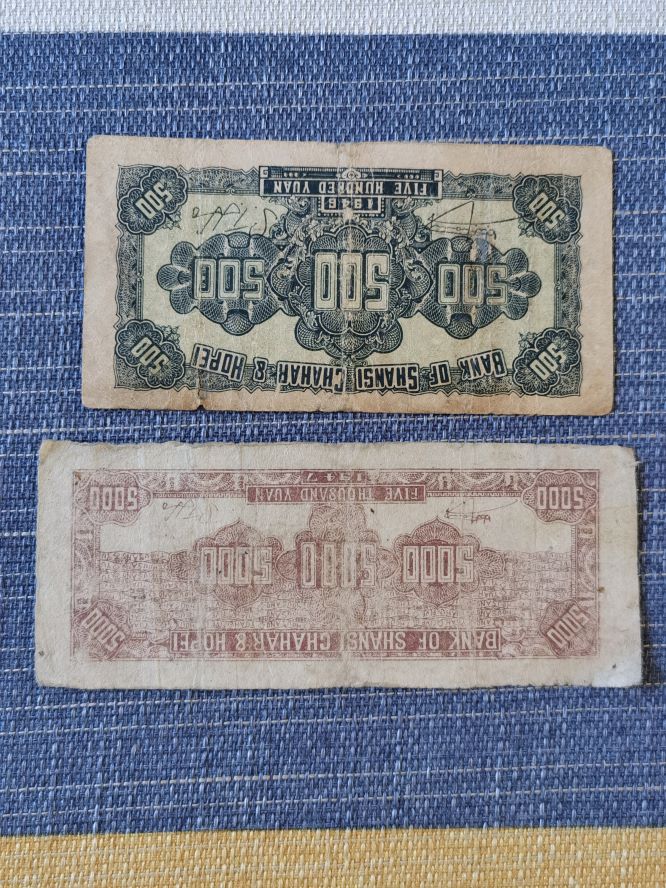 500 BANK OF SHANSI CHAHAR & HOPEI 500
500 500 500
1946
500 FIVE HUNDRED YUAN 500
5000 BANK OF SHANSI CHAHAR & HOPEI 5000
5000 5000 5000
5000 FIVE THOUSAND YUAN 5000
1947